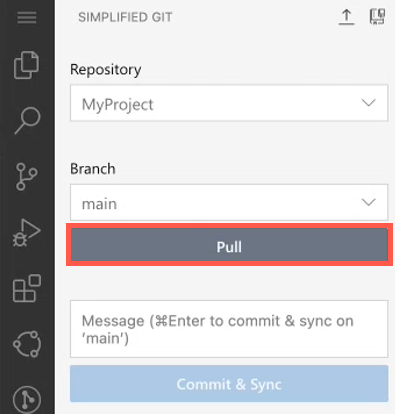 SIMPLIFIED GIT
Repository
MyProject
Branch
main
Pull
Message (⌘Enter to commit & sync on
‘main’)
Commit & Sync